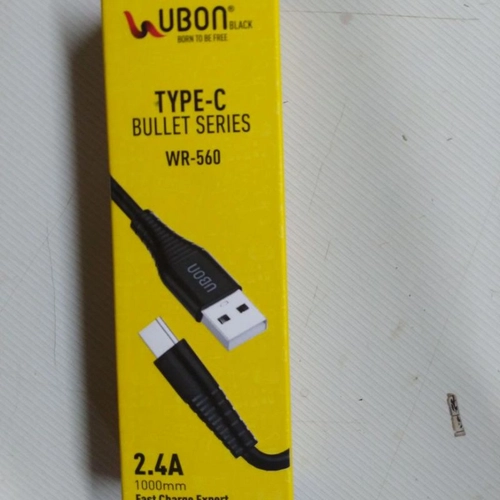 UBON®
BLACK
BORN TO BE FREE
TYPE-C
BULLET SERIES
WR-560
UBON
2.4A
1000mm
Fast Charge Expert